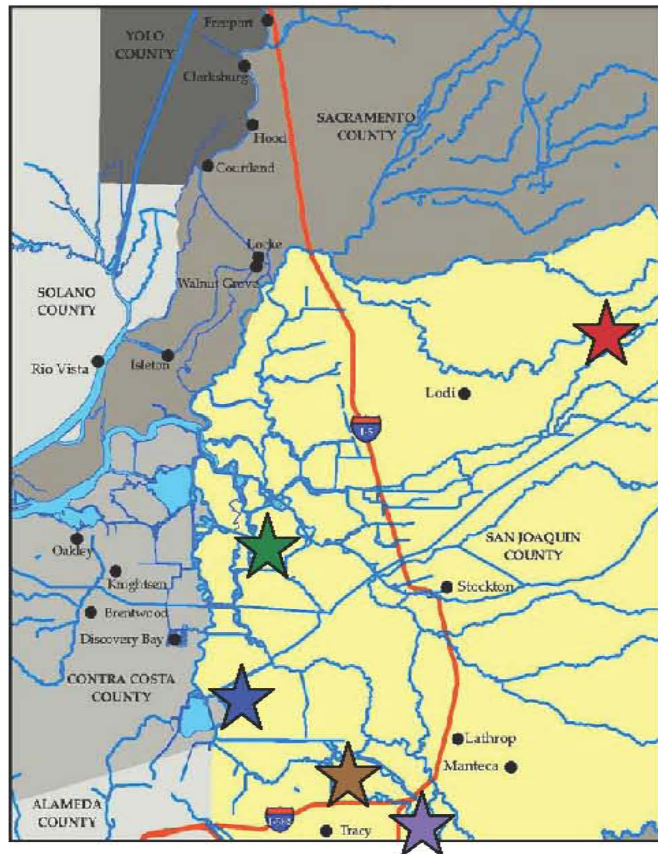 Freeport
YOLO
COUNTY
Clarksburg
SACRAMENTO
COUNTY
Hood
Courtland
Locke
Walnut Grove
SOLANO
COUNTY
Isleton
Rio Vista
Lodi
I-5
Oakley
SAN JOAQUIN
COUNTY
Knightsen
Stockton
Brentwood
Discovery Bay
CONTRA COSTA
COUNTY
Lathrop
Manteca
ALAMEDA
COUNTY
Tracy